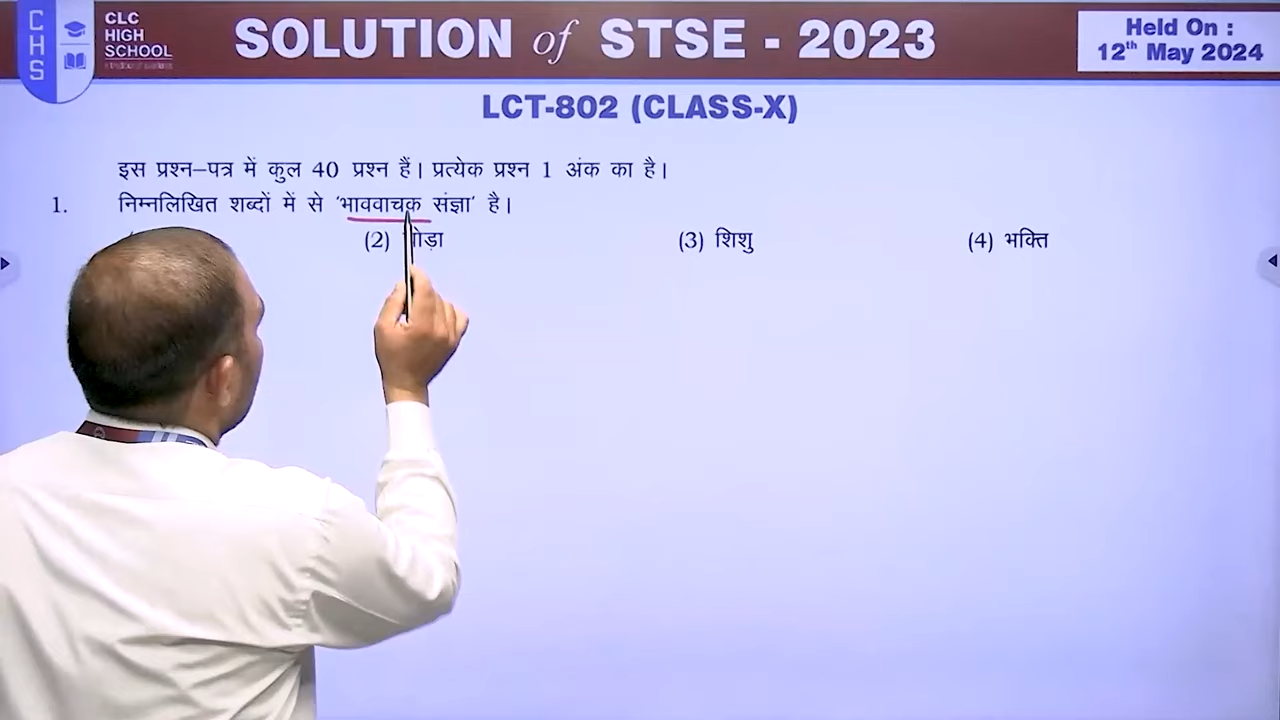 CHS
CLC
HIGH
SCHOOL
SOLUTION of STSE - 2023
Held On :
12th May 2024
LCT-802 (CLASS-X)
इस प्रश्न–पत्र में कुल 40 प्रश्न हैं। प्रत्येक प्रश्न 1 अंक का है।
1. निम्नलिखित शब्दों में से 'भाववाचक संज्ञा' है।
(2) (3) शिशु (4) भक्ति